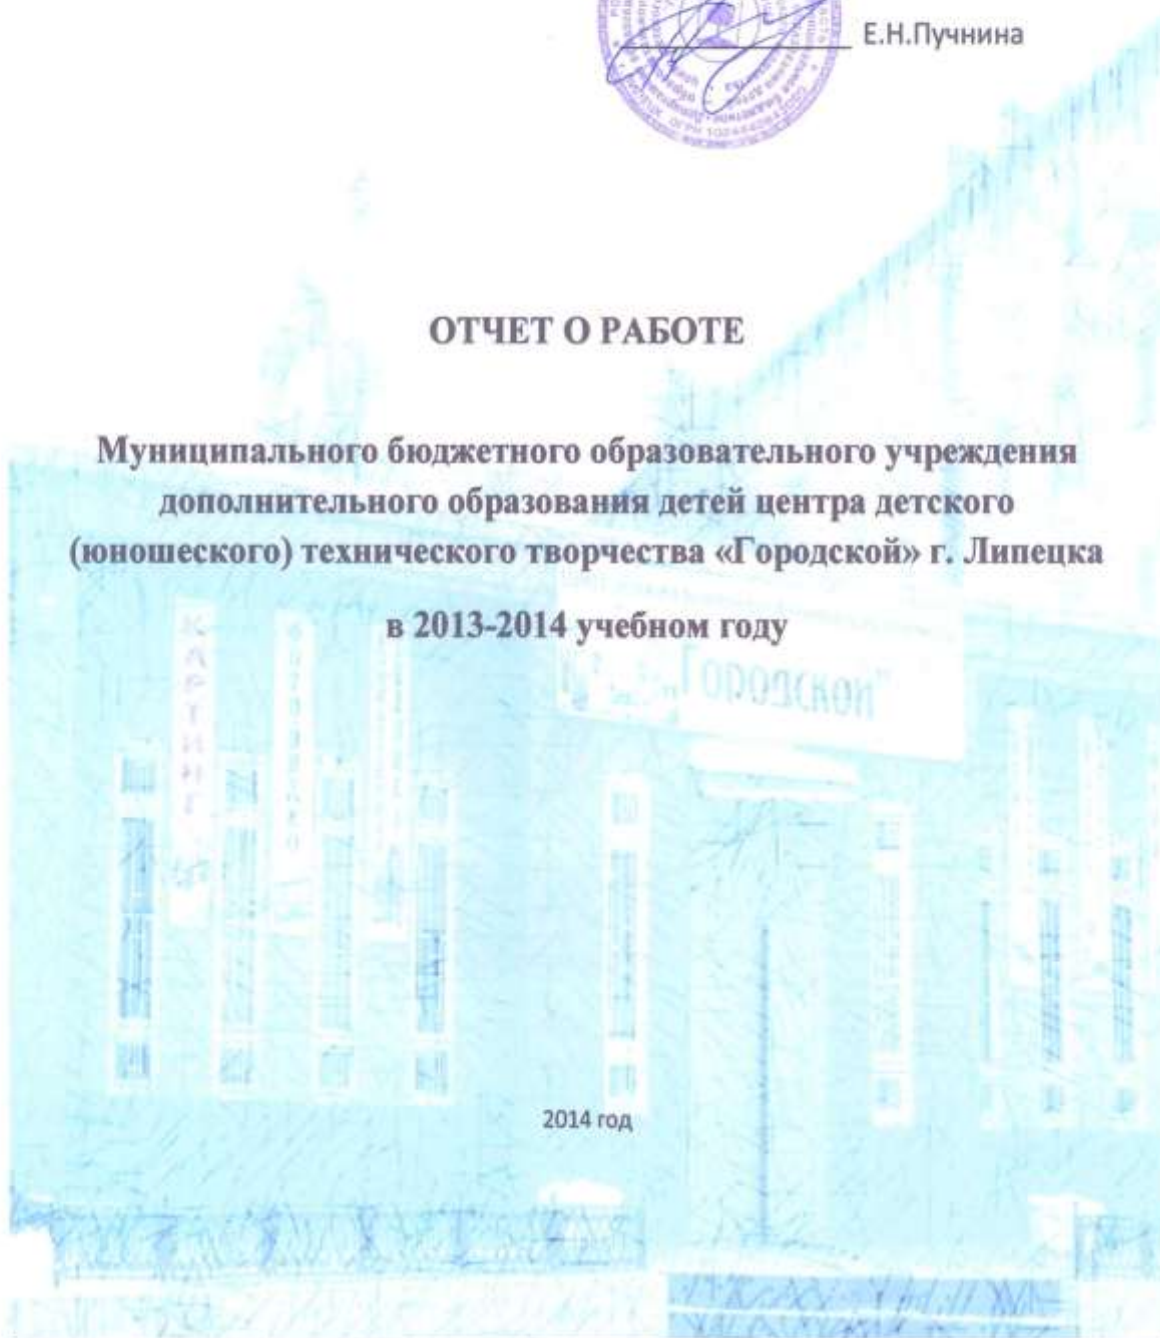 Е.Н.Пучнина
ОТЧЕТ О РАБОТЕ
Муниципального бюджетного образовательного учреждения
дополнительного образования детей центра детского
(юношеского) технического творчества «Городской» г. Липецка
в 2013-2014 учебном году
"Городской"
КАРТИНГ
2014 год